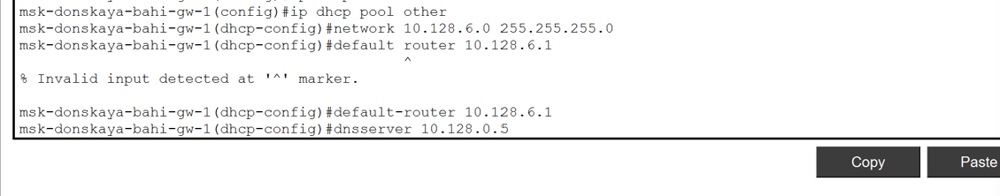 msk-donskaya-bahi-gw-1(config)#ip dhcp pool other
msk-donskaya-bahi-gw-1(dhcp-config)#network 10.128.6.0 255.255.255.0
msk-donskaya-bahi-gw-1(dhcp-config)#default router 10.128.6.1
^
% Invalid input detected at '^' marker.
msk-donskaya-bahi-gw-1(dhcp-config)#default-router 10.128.6.1
msk-donskaya-bahi-gw-1(dhcp-config)#dnsserver 10.128.0.5
Copy Paste